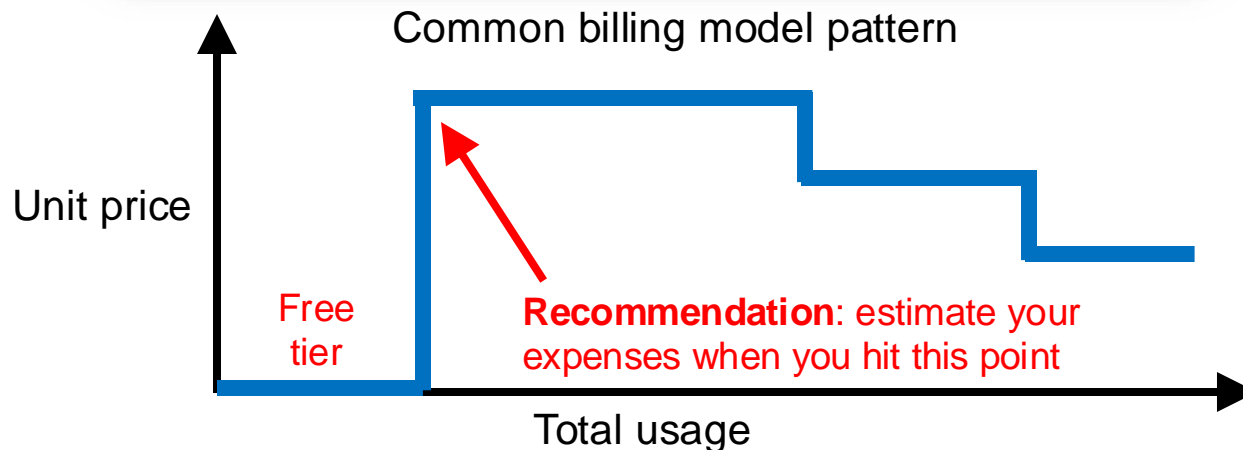 Common billing model pattern
Unit price
Free
tier
Recommendation: estimate your
expenses when you hit this point
Total usage